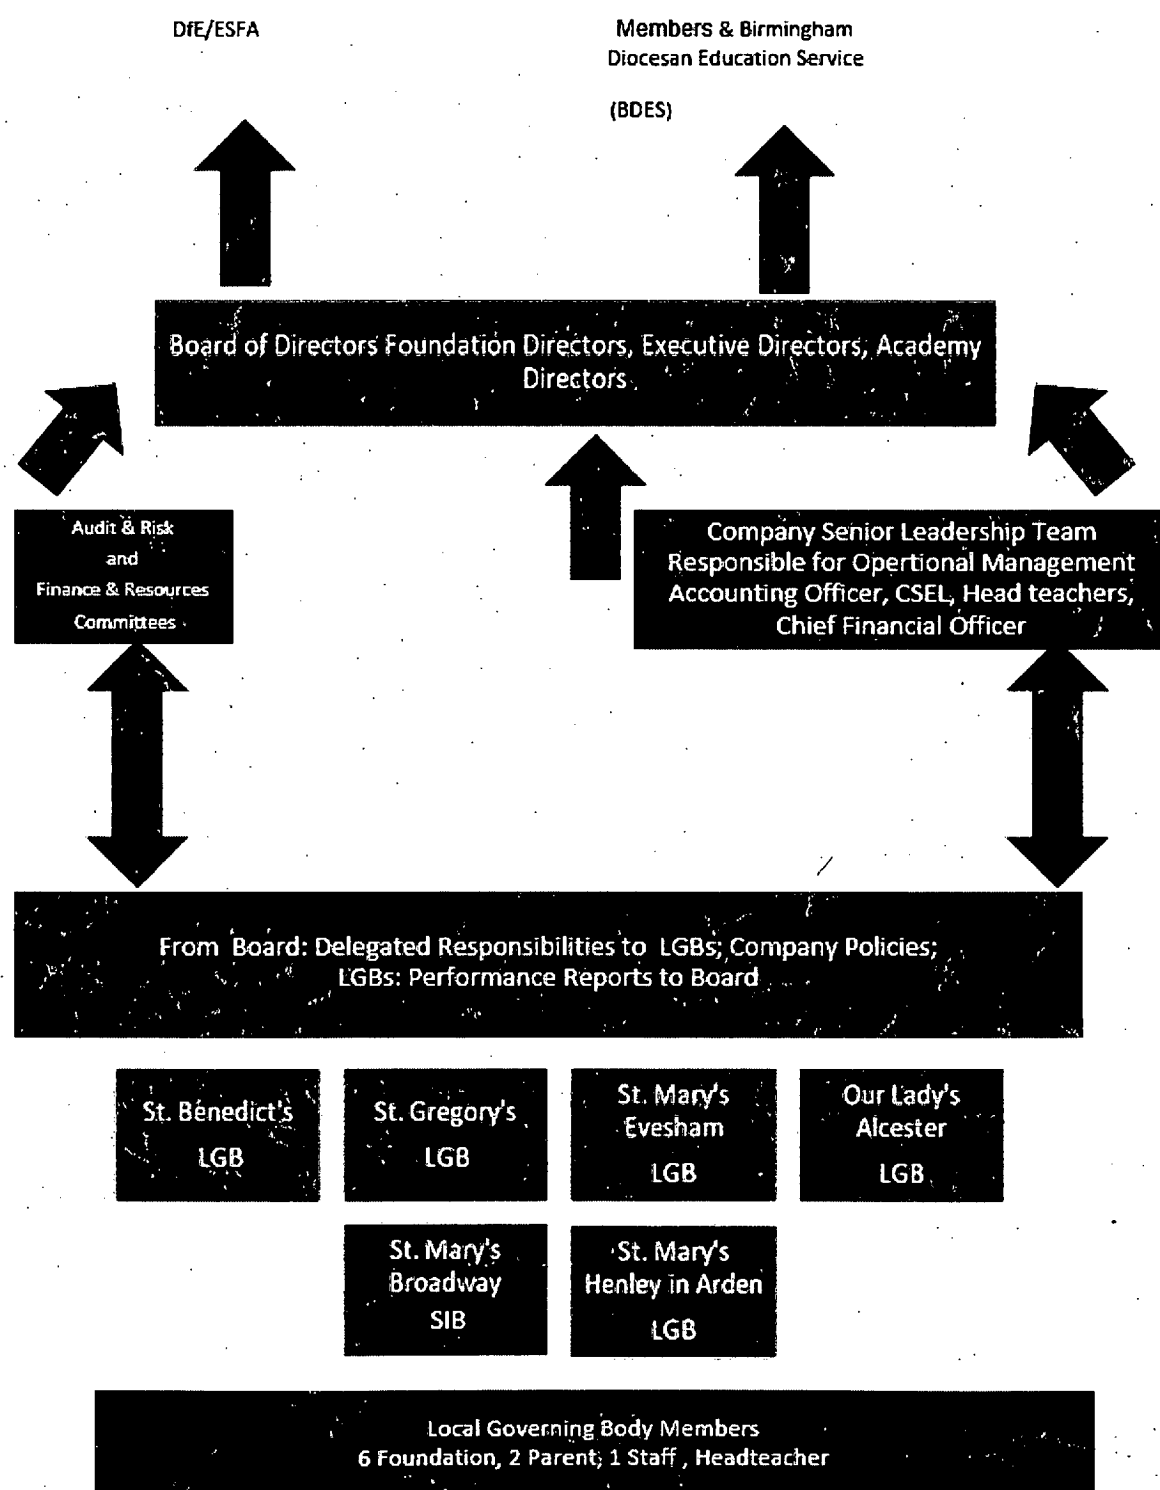 DfE/ESFA
Members & Birmingham
Diocesan Education Service
(BDES)
Board of Directors Foundation Directors, Executive Directors, Academy
Directors
Audit & Risk
and
Finance & Resources
Committees
Company Senior Leadership Team
Responsible for Opertional Management
Accounting Officer, CSEL, Head teachers,
Chief Financial Officer
From Board: Delegated Responsibilities to LGBs; Company Policies;
LGBs: Performance Reports to Board
St. Benedict's
LGB
St. Gregory's
LGB
St. Mary's
Evesham
LGB
Our Lady's
Alcester
LGB
St. Mary's
Broadway
SIB
St. Mary's
Henley in Arden
LGB
Local Governing Body Members
6 Foundation, 2 Parent; 1 Staff , Headteacher